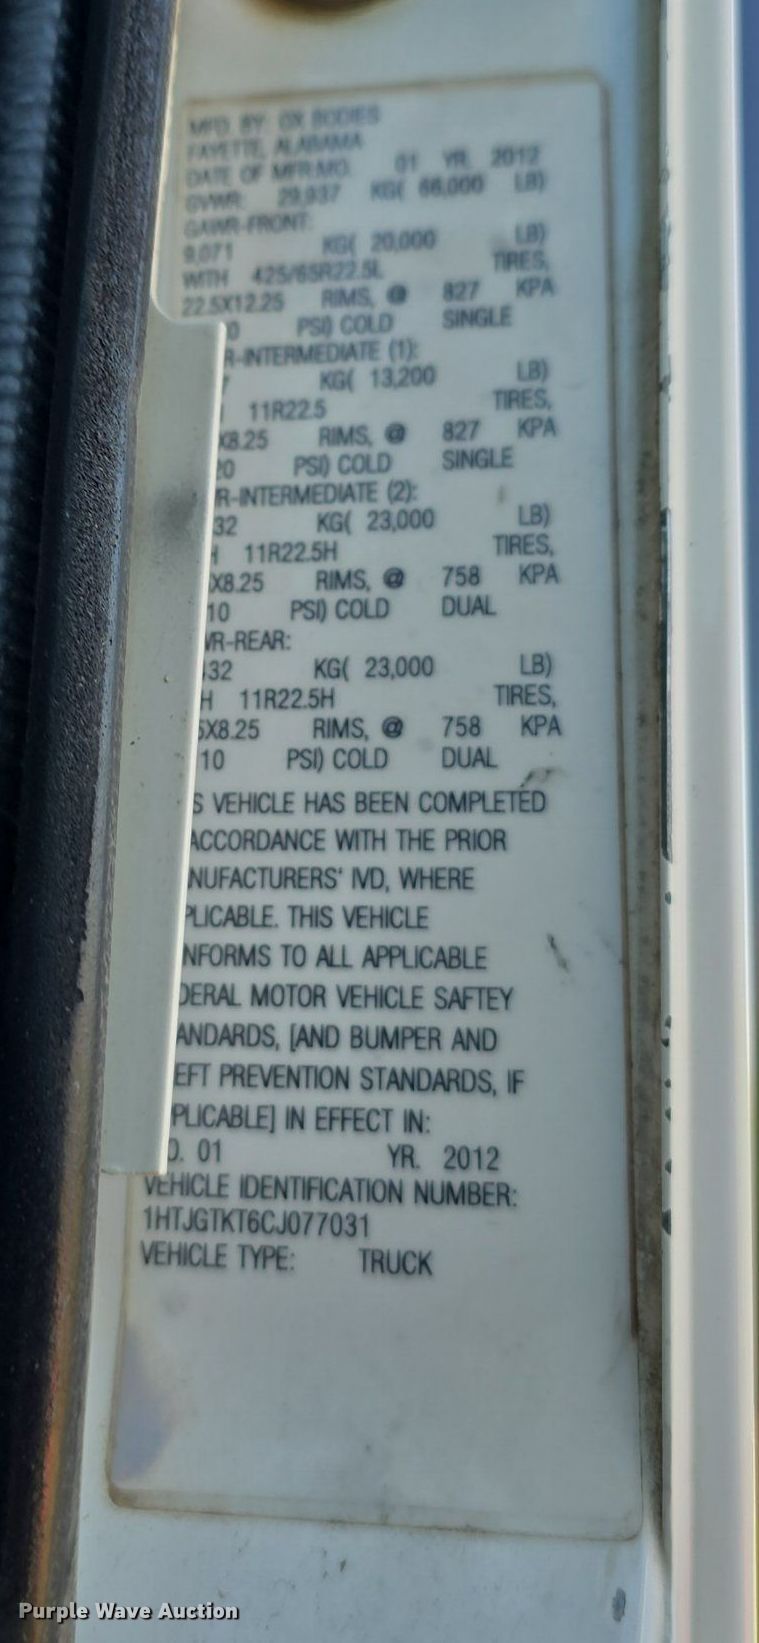 MFD. BY: OX BODIES
FAYETTE, ALABAMA
DATE OF MFR:MO. 01 YR. 2012
GVWR: 29,937 KG( 66,000 LB)
GAWR-FRONT:
9,071 KG( 20,000 LB)
WITH 425/65R22.5L TIRES,
22.5X12.25 RIMS, @ 827 KPA
0 PSI) COLD SINGLE
R-INTERMEDIATE (1):
7 KG( 13,200 LB)
11R22.5 TIRES,
X8.25 RIMS, @ 827 KPA
20 PSI) COLD SINGLE
R-INTERMEDIATE (2):
32 KG( 23,000 LB)
H 11R22.5H TIRES,
X8.25 RIMS, @ 758 KPA
10 PSI) COLD DUAL
WR-REAR:
32 KG( 23,000 LB)
H 11R22.5H TIRES,
5X8.25 RIMS, @ 758 KPA
10 PSI) COLD DUAL
S VEHICLE HAS BEEN COMPLETED
ACCORDANCE WITH THE PRIOR
NUFACTURERS' IVD, WHERE
PLICABLE. THIS VEHICLE
NFORMS TO ALL APPLICABLE
DERAL MOTOR VEHICLE SAFTEY
ANDARDS, [AND BUMPER AND
EFT PREVENTION STANDARDS, IF
PLICABLE] IN EFFECT IN:
O. 01 YR. 2012
VEHICLE IDENTIFICATION NUMBER:
1HTJGTKT6CJ077031
VEHICLE TYPE: TRUCK
Purple Wave Auction